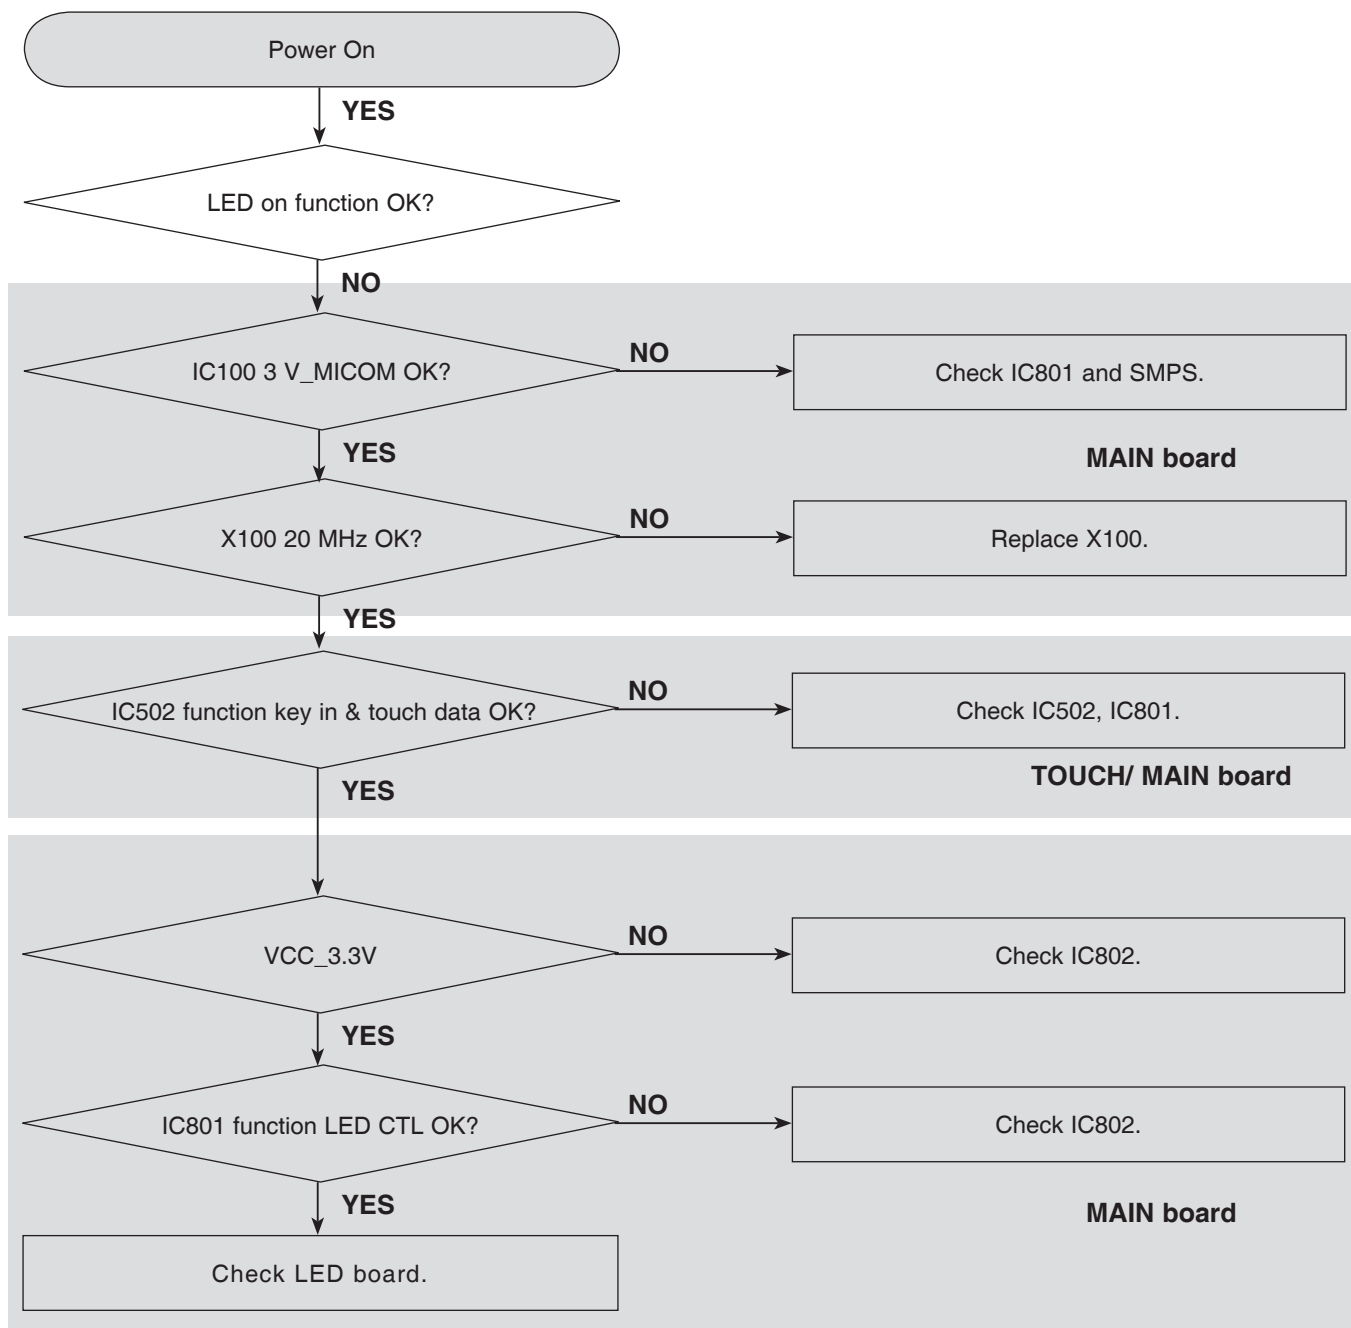 Power On
YES
LED on function OK?
NO
IC100 3 V_MICOM OK?
NO
Check IC801 and SMPS.
YES
MAIN board
X100 20 MHz OK?
NO
Replace X100.
YES
IC502 function key in & touch data OK?
NO
Check IC502, IC801.
TOUCH/ MAIN board
YES
VCC_3.3V
NO
Check IC802.
YES
IC801 function LED CTL OK?
NO
Check IC802.
YES
MAIN board
Check LED board.